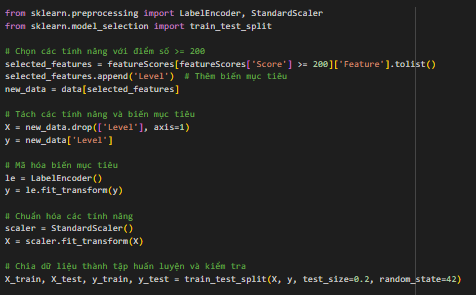 from sklearn.preprocessing import LabelEncoder, StandardScaler
from sklearn.model_selection import train_test_split
# Chọn các tính năng với điểm số >= 200
selected_features = featureScores[featureScores['Score'] >= 200]['Feature'].tolist()
selected_features.append('Level')  # Thêm biến mục tiêu
new_data = data[selected_features]
# Tách các tính năng và biến mục tiêu
X = new_data.drop(['Level'], axis=1)
y = new_data['Level']
# Mã hóa biến mục tiêu
le = LabelEncoder()
y = le.fit_transform(y)
# Chuẩn hóa các tính năng
scaler = StandardScaler()
X = scaler.fit_transform(X)
# Chia dữ liệu thành tập huấn luyện và kiểm tra
X_train, X_test, y_train, y_test = train_test_split(X, y, test_size=0.2, random_state=42)